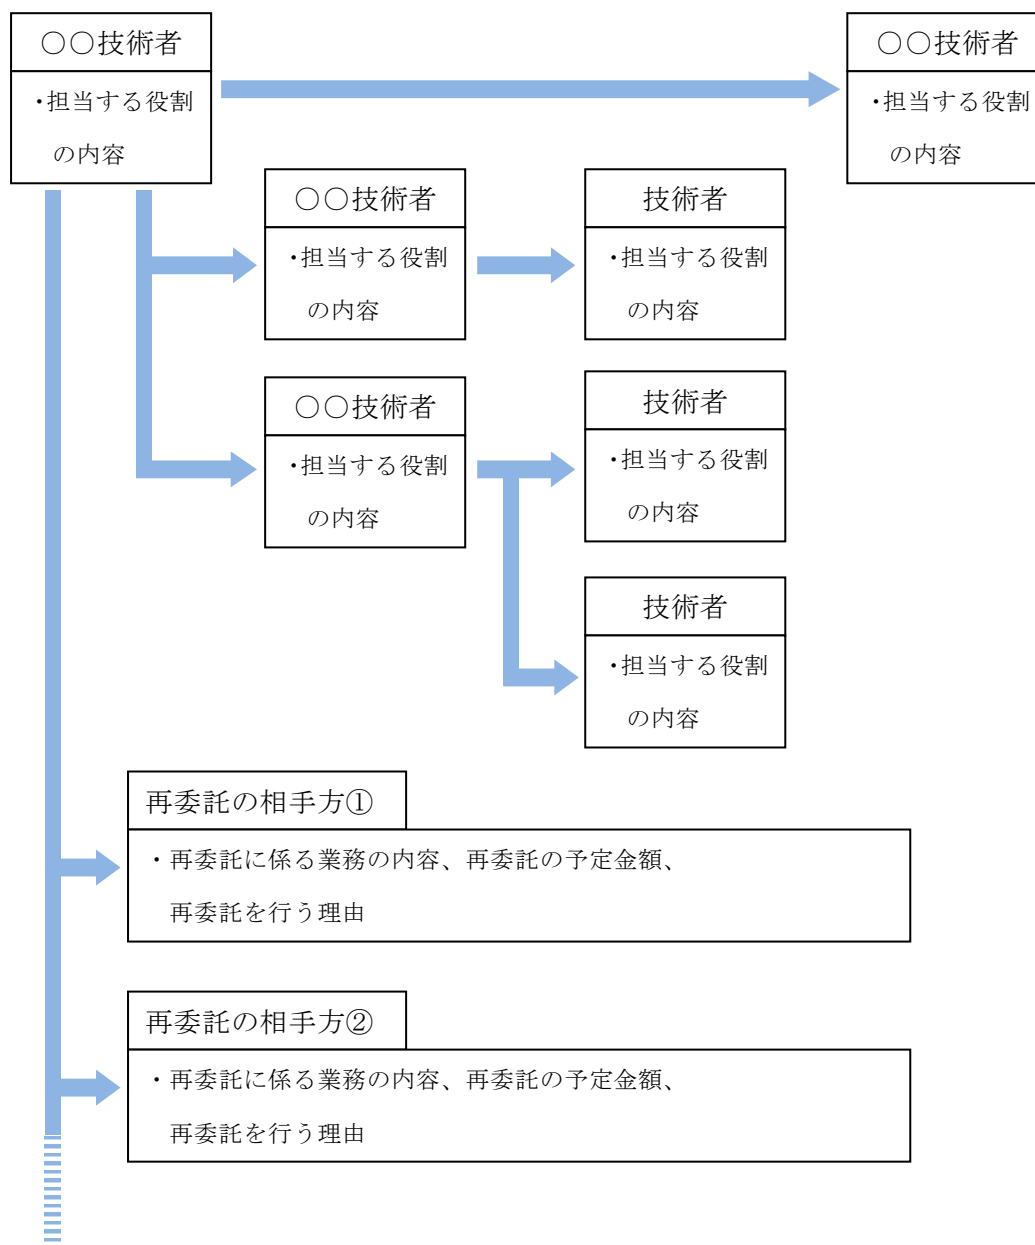 〇〇技術者
・担当する役割
の内容
〇〇技術者
・担当する役割
の内容
〇〇技術者
・担当する役割
の内容
技術者
・担当する役割
の内容
〇〇技術者
・担当する役割
の内容
技術者
・担当する役割
の内容
技術者
・担当する役割
の内容
再委託の相手方①
・再委託に係る業務の内容、再委託の予定金額、
再委託を行う理由
再委託の相手方②
・再委託に係る業務の内容、再委託の予定金額、
再委託を行う理由